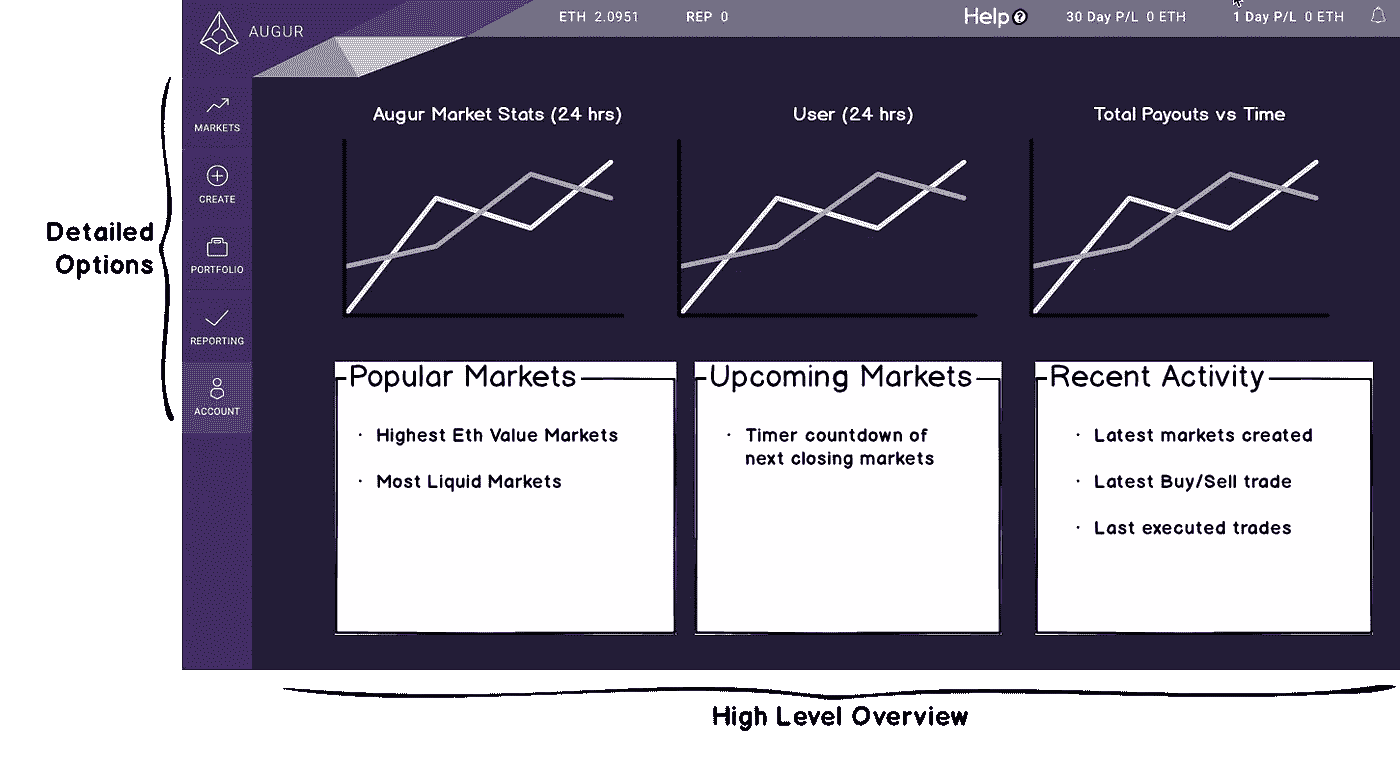 AUGUR
ETH 2.0951
REP 0
Help ?
30 Day P/L 0 ETH
1 Day P/L 0 ETH
MARKETS
CREATE
PORTFOLIO
REPORTING
ACCOUNT
Detailed
Options
Augur Market Stats (24 hrs)
User (24 hrs)
Total Payouts vs Time
Popular Markets
· Highest Eth Value Markets
· Most Liquid Markets
Upcoming Markets
· Timer countdown of
next closing markets
Recent Activity
· Latest markets created
· Latest Buy/Sell trade
· Last executed trades
High Level Overview